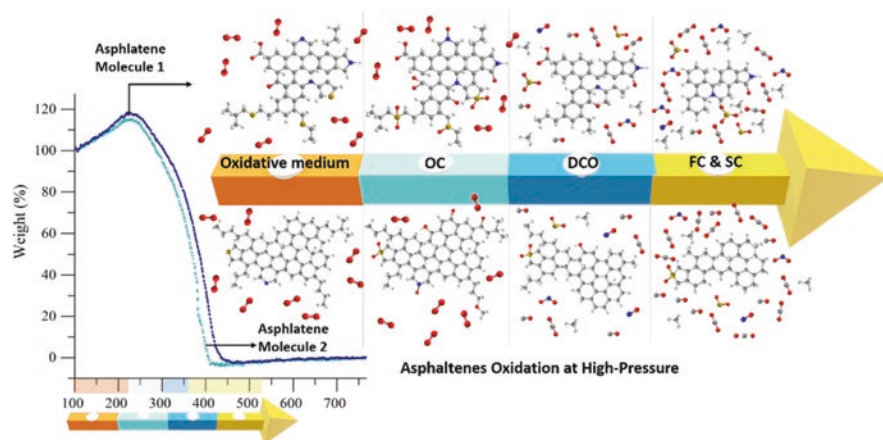 Asphlatene
Molecule 1
Oxidative medium
OC
DCO
FC & SC
Weight (%)
120
100
80
60
40
20
0
Asphlatene
Molecule 2
Asphaltenes Oxidation at High-Pressure
100 200 300 400 500 600 700